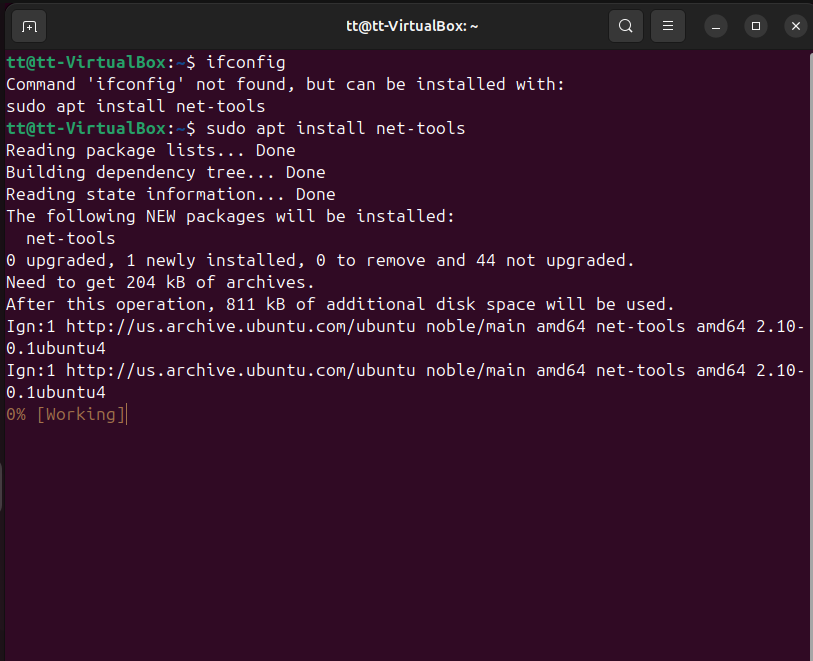 tt@tt-VirtualBox: ~
tt@tt-VirtualBox:~$ ifconfig
Command 'ifconfig' not found, but can be installed with:
sudo apt install net-tools
tt@tt-VirtualBox:~$ sudo apt install net-tools
Reading package lists... Done
Building dependency tree... Done
Reading state information... Done
The following NEW packages will be installed:
  net-tools
0 upgraded, 1 newly installed, 0 to remove and 44 not upgraded.
Need to get 204 kB of archives.
After this operation, 811 kB of additional disk space will be used.
Ign:1 http://us.archive.ubuntu.com/ubuntu noble/main amd64 net-tools amd64 2.10-
0.1ubuntu4
Ign:1 http://us.archive.ubuntu.com/ubuntu noble/main amd64 net-tools amd64 2.10-
0.1ubuntu4
0% [Working]